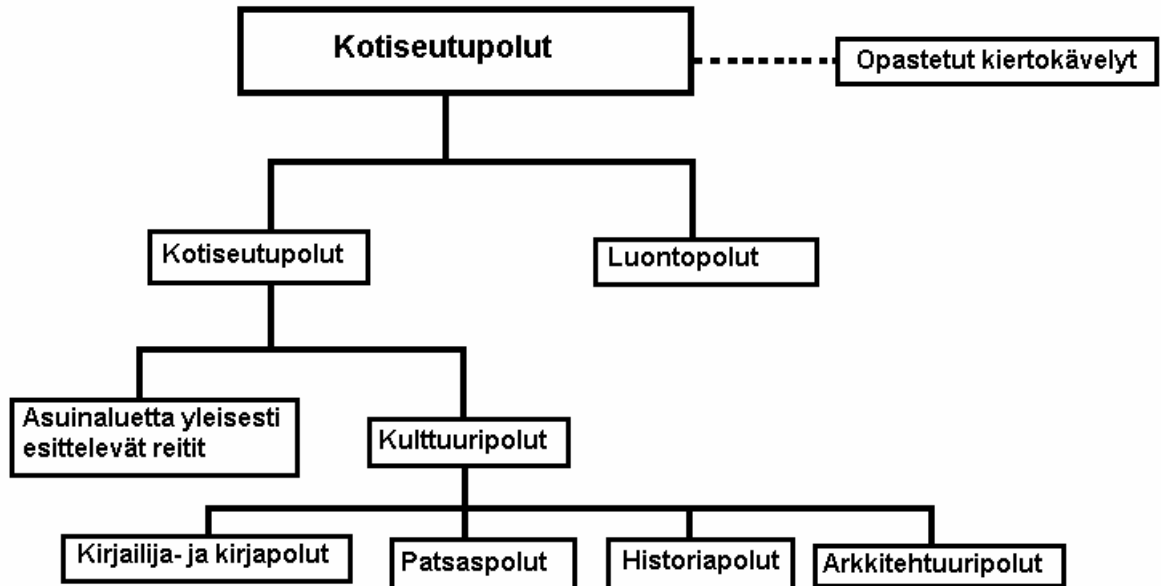 Kotiseutupolut
Opastetut kiertokävelyt
Kotiseutupolut
Luontopolut
Asuinaluetta yleisesti
esittelevät reitit
Kulttuuripolut
Kirjailija- ja kirjapolut
Patsaspolut
Historiapolut
Arkkitehtuuripolut